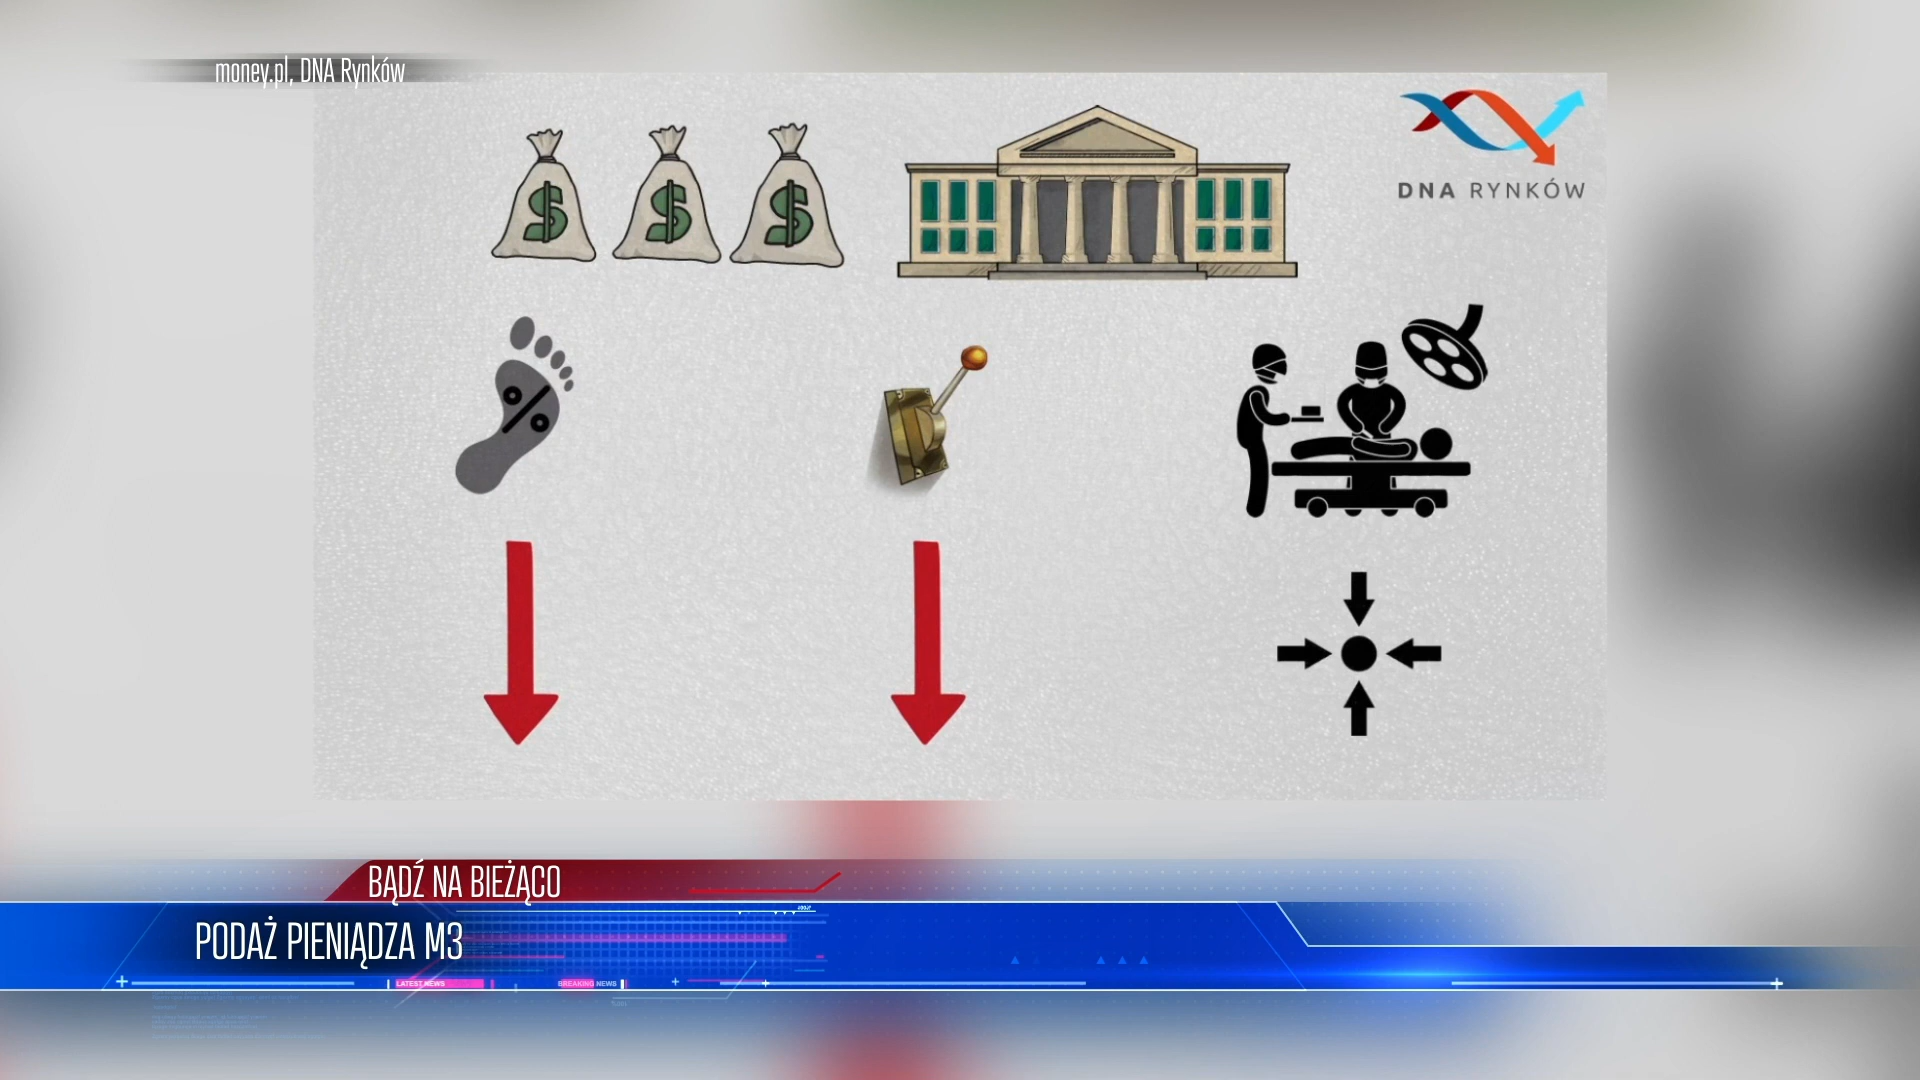 money.pl, DNA Rynków
DNA RYNKÓW
$ $ $
%
BĄDŹ NA BIEŻĄCO
PODAŻ PIENIĄDZA M3
LATEST NEWS
BREAKING NEWS